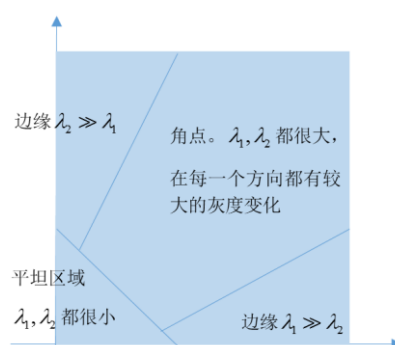 边缘 λ₂ ≫ λ₁
角点。λ₁, λ₂ 都很大，
在每一个方向都有较
大的灰度变化
平坦区域
λ₁, λ₂ 都很小
边缘 λ₁ ≫ λ₂